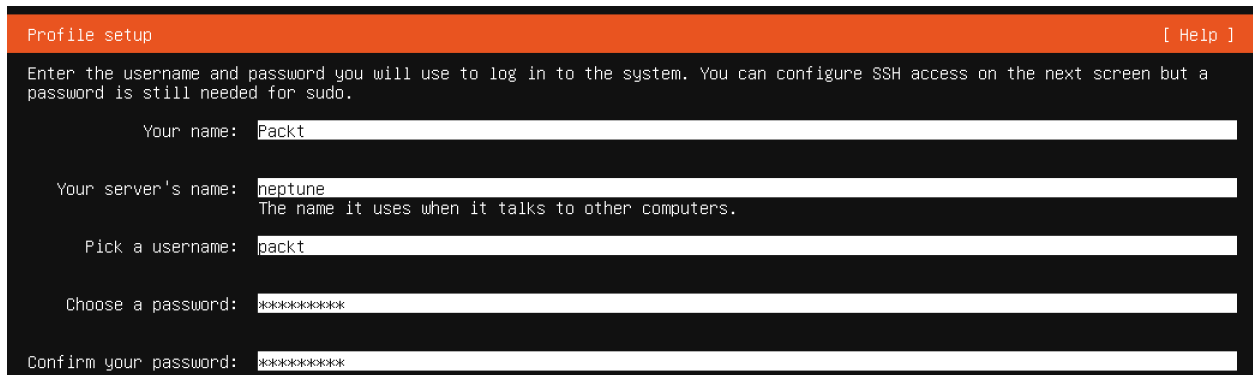 Profile setup [ Help ]
Enter the username and password you will use to log in to the system. You can configure SSH access on the next screen but a
password is still needed for sudo.
Your name: Packt
Your server's name: neptune
The name it uses when it talks to other computers.
Pick a username: packt
Choose a password: *********
Confirm your password: *********